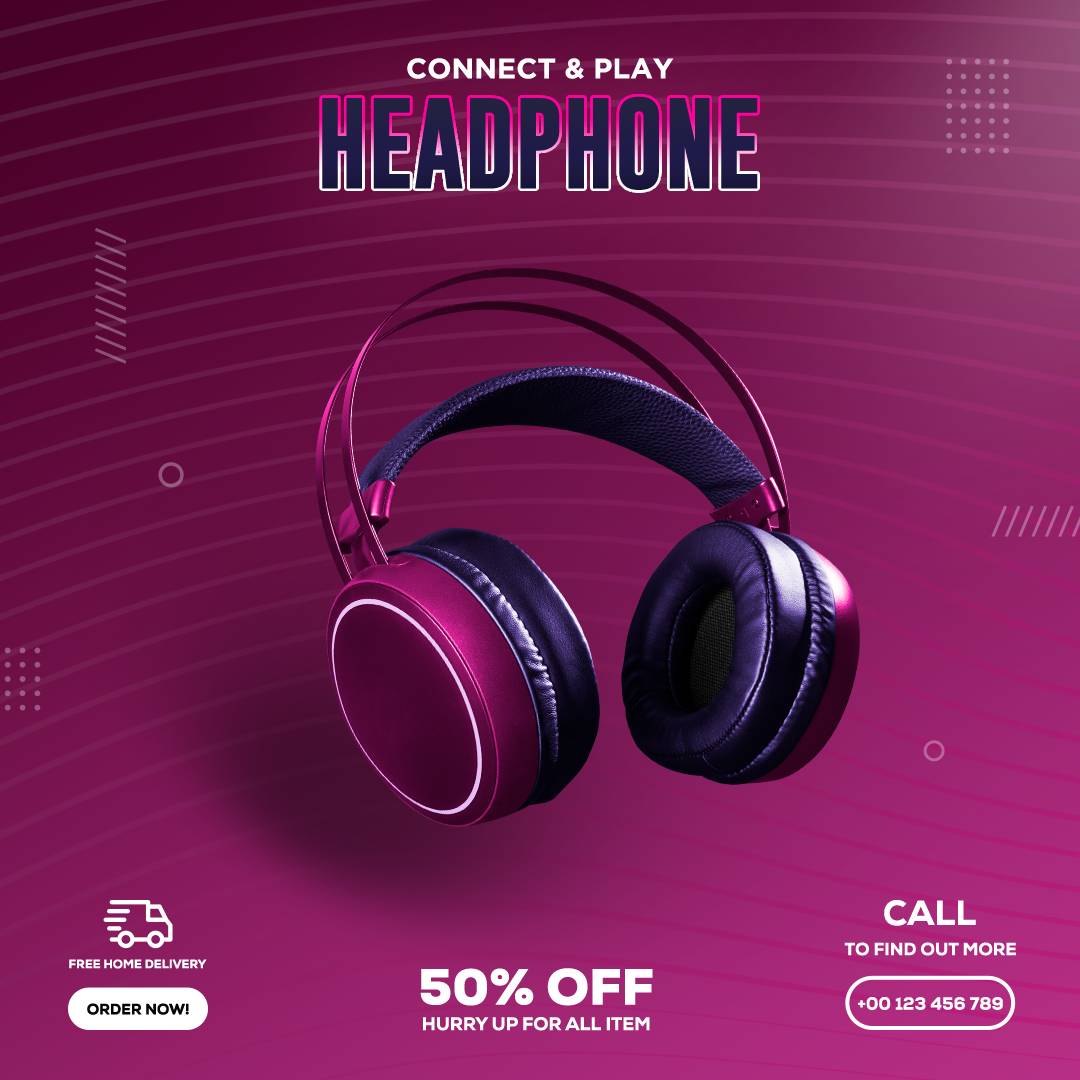 CONNECT & PLAY
HEADPHONE
FREE HOME DELIVERY
ORDER NOW!
50% OFF
HURRY UP FOR ALL ITEM
CALL
TO FIND OUT MORE
+00 123 456 789